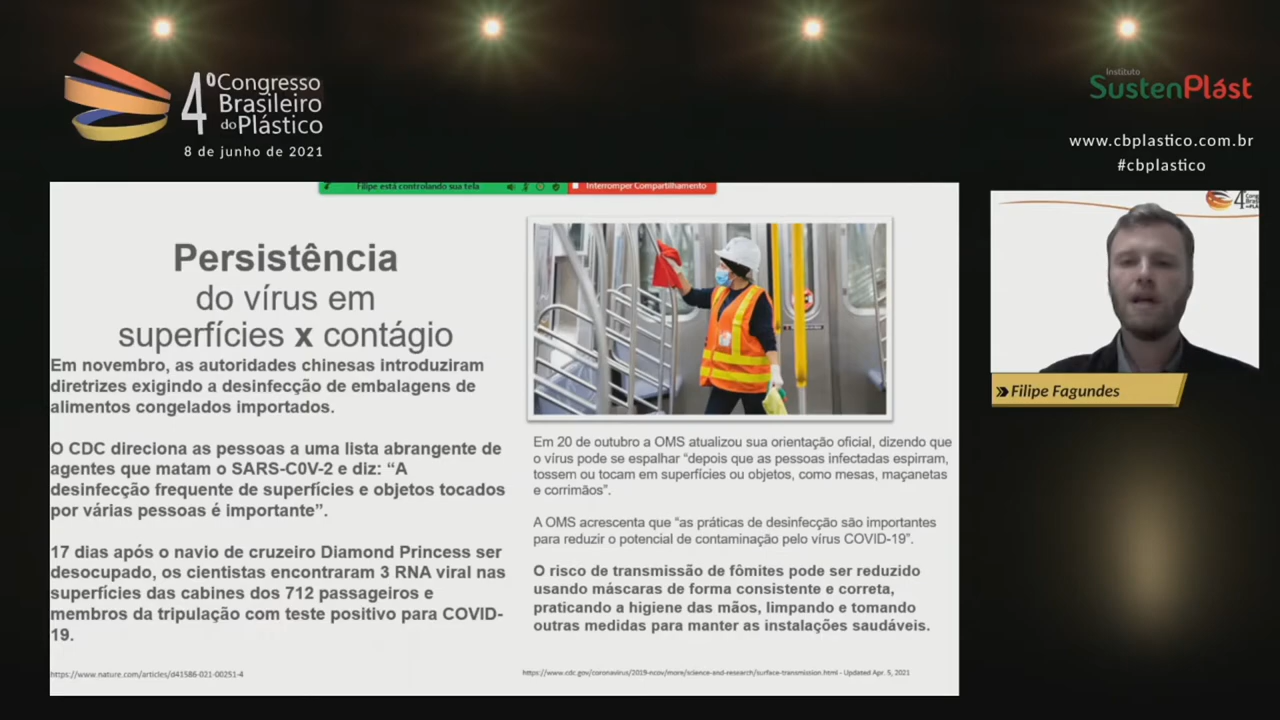 4º Congresso
Brasileiro
do Plástico
8 de junho de 2021
Instituto
SustenPlást
www.cbplastico.com.br
#cbplastico
Filipe está controlando sua tela
Interromper Compartilhamento
Persistência
do vírus em
superfícies x contágio
Em novembro, as autoridades chinesas introduziram
diretrizes exigindo a desinfecção de embalagens de
alimentos congelados importados.
O CDC direciona as pessoas a uma lista abrangente de
agentes que matam o SARS-C0V-2 e diz: “A
desinfecção frequente de superfícies e objetos tocados
por várias pessoas é importante”.
17 dias após o navio de cruzeiro Diamond Princess ser
desocupado, os cientistas encontraram 3 RNA viral nas
superfícies das cabines dos 712 passageiros e
membros da tripulação com teste positivo para COVID-
19.
https://www.nature.com/articles/d41586-021-00251-4
Em 20 de outubro a OMS atualizou sua orientação oficial, dizendo que
o vírus pode se espalhar “depois que as pessoas infectadas espirram,
tossem ou tocam em superfícies ou objetos, como mesas, maçanetas
e corrimãos”.
A OMS acrescenta que “as práticas de desinfecção são importantes
para reduzir o potencial de contaminação pelo vírus COVID-19”.
O risco de transmissão de fômites pode ser reduzido
usando máscaras de forma consistente e correta,
praticando a higiene das mãos, limpando e tomando
outras medidas para manter as instalações saudáveis.
https://www.cdc.gov/coronavirus/2019-ncov/more/science-and-research/surface-transmission.html - Updated Apr. 5, 2021
Filipe Fagundes